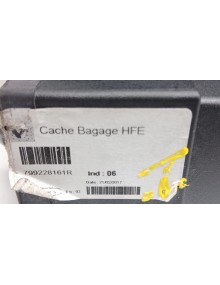 Cache Bagage HFE
799228161R
Ind : 06